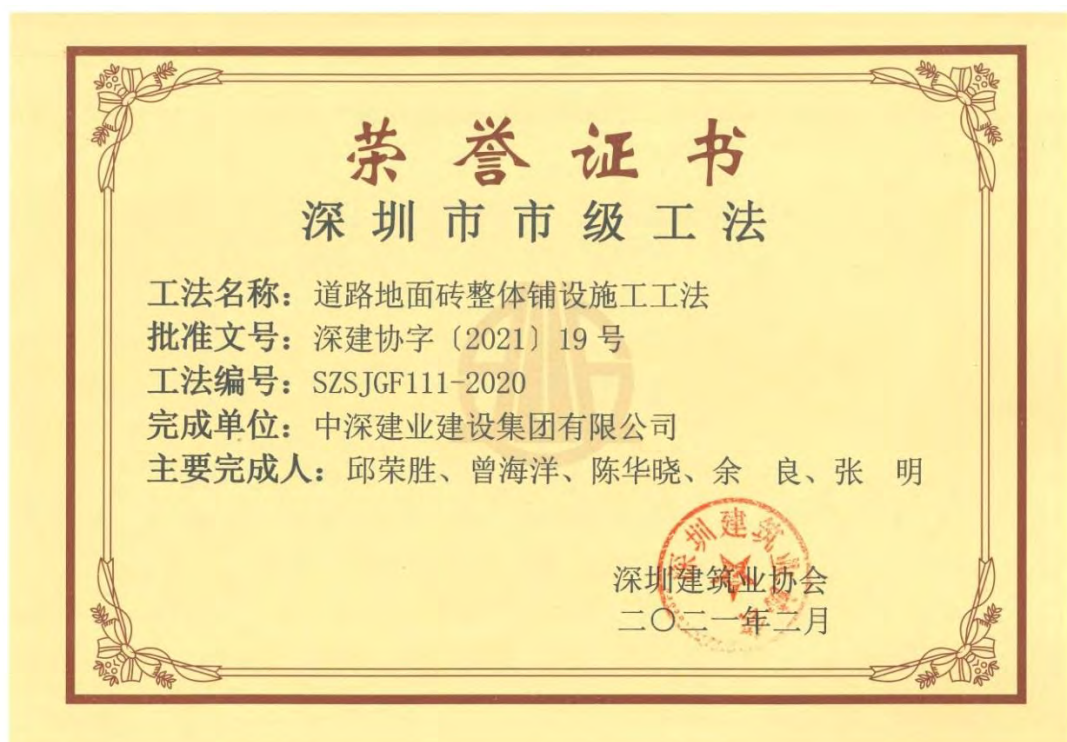 荣誉证书
深圳市市级工法
工法名称：道路地面砖整体铺设施工工法
批准文号：深建协字〔2021〕19号
工法编号：SZSJGF111-2020
完成单位：中深建业建设集团有限公司
主要完成人：邱荣胜、曾海洋、陈华晓、余　良、张　明
深圳建筑业协会
二〇二一年二月